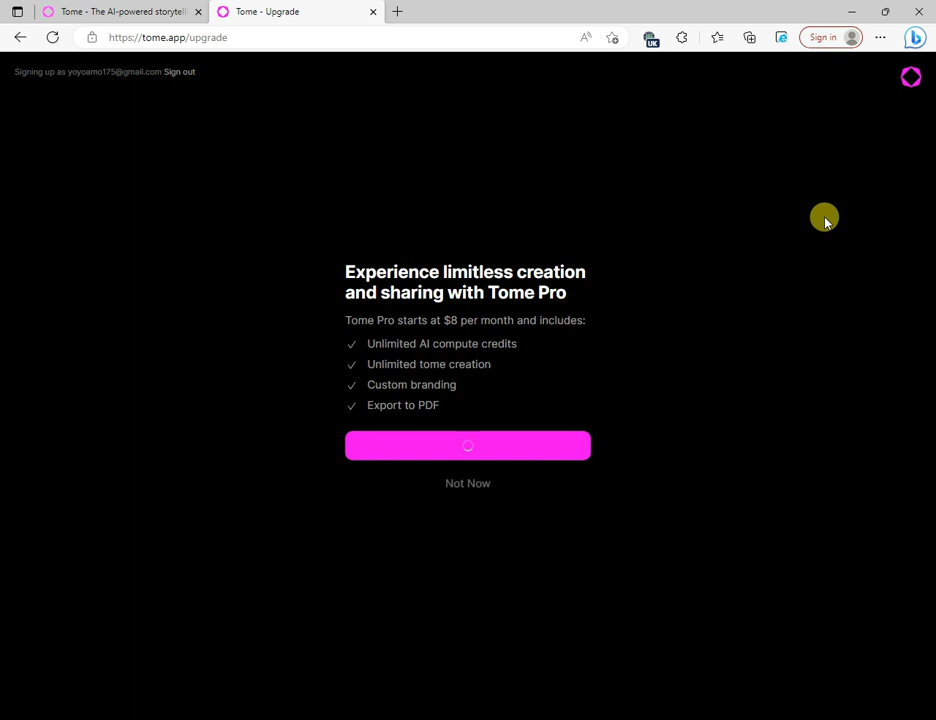 Tome - The AI-powered storytelli
Tome - Upgrade
https://tome.app/upgrade
UK
Sign in
Signing up as yoyoamo175@gmail.com Sign out
Experience limitless creation
and sharing with Tome Pro
Tome Pro starts at $8 per month and includes:
Unlimited AI compute credits
Unlimited tome creation
Custom branding
Export to PDF
Not Now